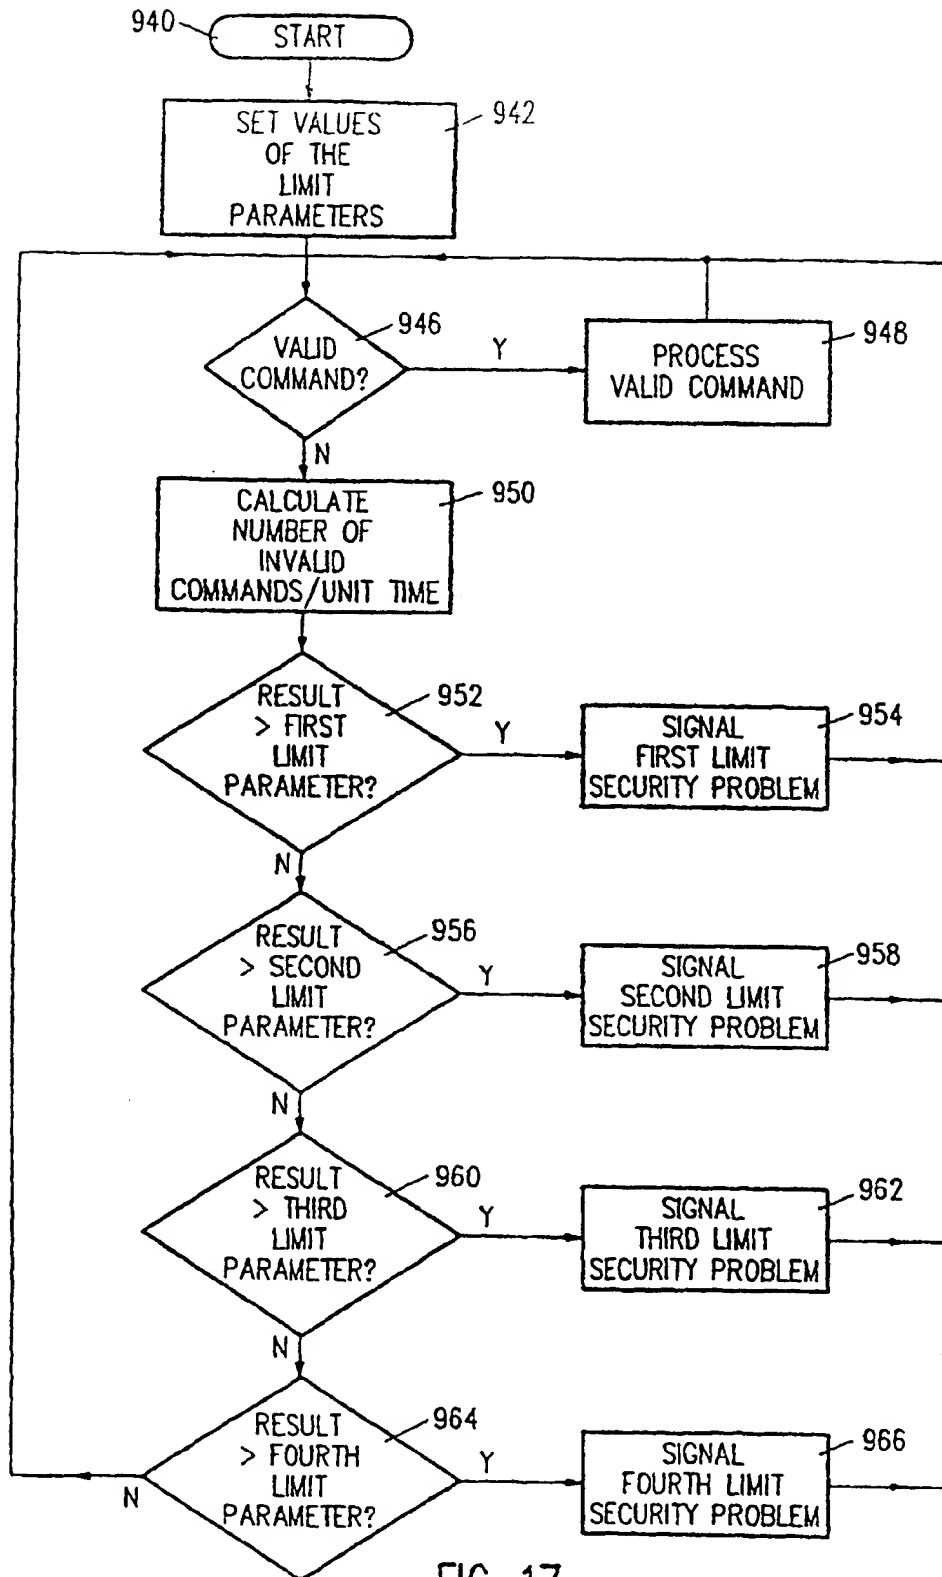 940
START
SET VALUES
OF THE
LIMIT
PARAMETERS
942
VALID
COMMAND?
946
Y
PROCESS
VALID COMMAND
948
N
CALCULATE
NUMBER OF
INVALID
COMMANDS/UNIT TIME
950
RESULT
> FIRST
LIMIT
PARAMETER?
952
Y
SIGNAL
FIRST LIMIT
SECURITY PROBLEM
954
N
RESULT
> SECOND
LIMIT
PARAMETER?
956
Y
SIGNAL
SECOND LIMIT
SECURITY PROBLEM
958
N
RESULT
> THIRD
LIMIT
PARAMETER?
960
Y
SIGNAL
THIRD LIMIT
SECURITY PROBLEM
962
N
RESULT
> FOURTH
LIMIT
PARAMETER?
964
Y
SIGNAL
FOURTH LIMIT
SECURITY PROBLEM
966
N
FIG. 17